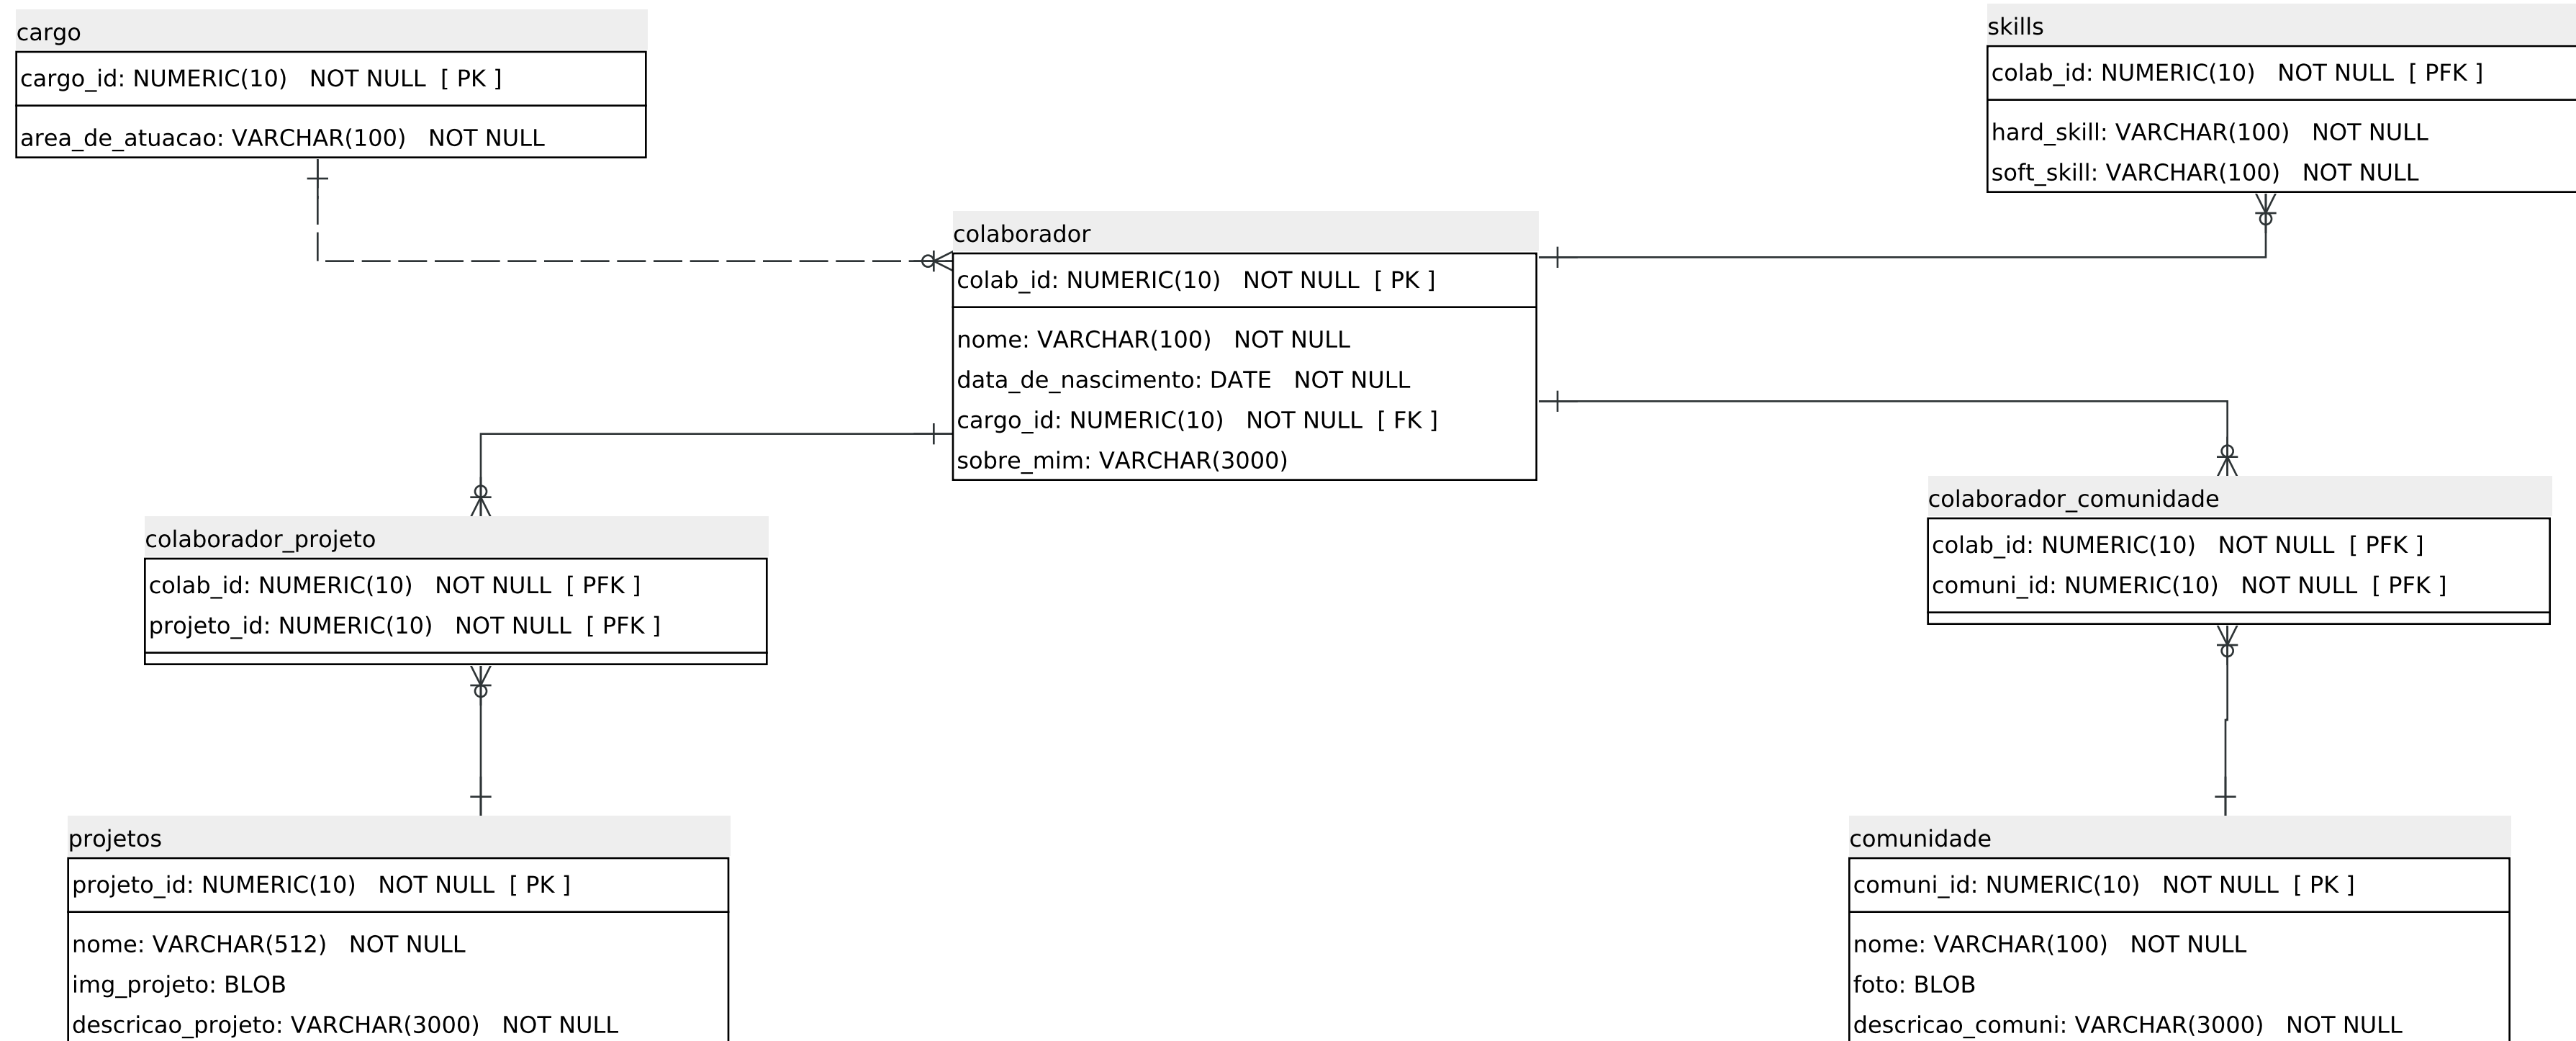 cargo
cargo_id: NUMERIC(10) NOT NULL [ PK ]
area_de_atuacao: VARCHAR(100) NOT NULL
skills
colab_id: NUMERIC(10) NOT NULL [ PFK ]
hard_skill: VARCHAR(100) NOT NULL
soft_skill: VARCHAR(100) NOT NULL
colaborador
colab_id: NUMERIC(10) NOT NULL [ PK ]
nome: VARCHAR(100) NOT NULL
data_de_nascimento: DATE NOT NULL
cargo_id: NUMERIC(10) NOT NULL [ FK ]
sobre_mim: VARCHAR(3000)
colaborador_projeto
colab_id: NUMERIC(10) NOT NULL [ PFK ]
projeto_id: NUMERIC(10) NOT NULL [ PFK ]
colaborador_comunidade
colab_id: NUMERIC(10) NOT NULL [ PFK ]
comuni_id: NUMERIC(10) NOT NULL [ PFK ]
projetos
projeto_id: NUMERIC(10) NOT NULL [ PK ]
nome: VARCHAR(512) NOT NULL
img_projeto: BLOB
descricao_projeto: VARCHAR(3000) NOT NULL
comunidade
comuni_id: NUMERIC(10) NOT NULL [ PK ]
nome: VARCHAR(100) NOT NULL
foto: BLOB
descricao_comuni: VARCHAR(3000) NOT NULL